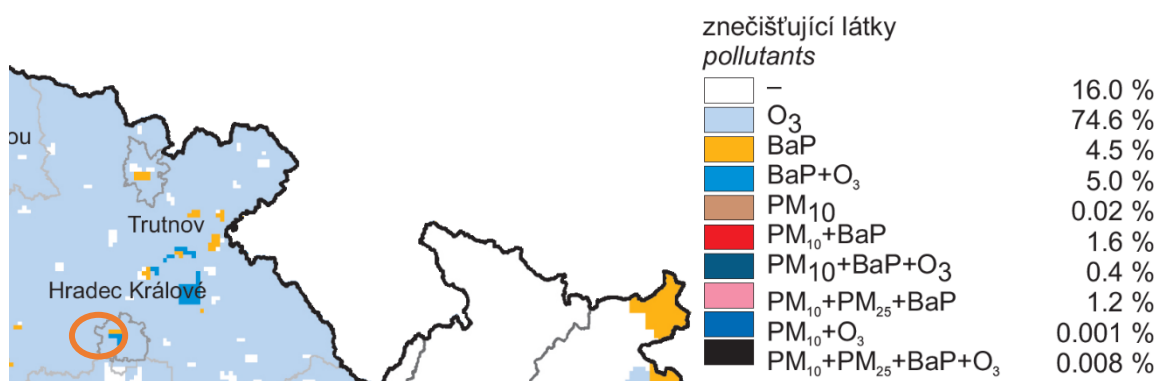 znečišťující látky
pollutants
– 16.0 %
O₃ 74.6 %
BaP 4.5 %
BaP+O₃ 5.0 %
PM₁₀ 0.02 %
PM₁₀+BaP 1.6 %
PM₁₀+BaP+O₃ 0.4 %
PM₁₀+PM₂₅+BaP 1.2 %
PM₁₀+O₃ 0.001 %
PM₁₀+PM₂₅+BaP+O₃ 0.008 %
ou
Trutnov
Hradec Králové